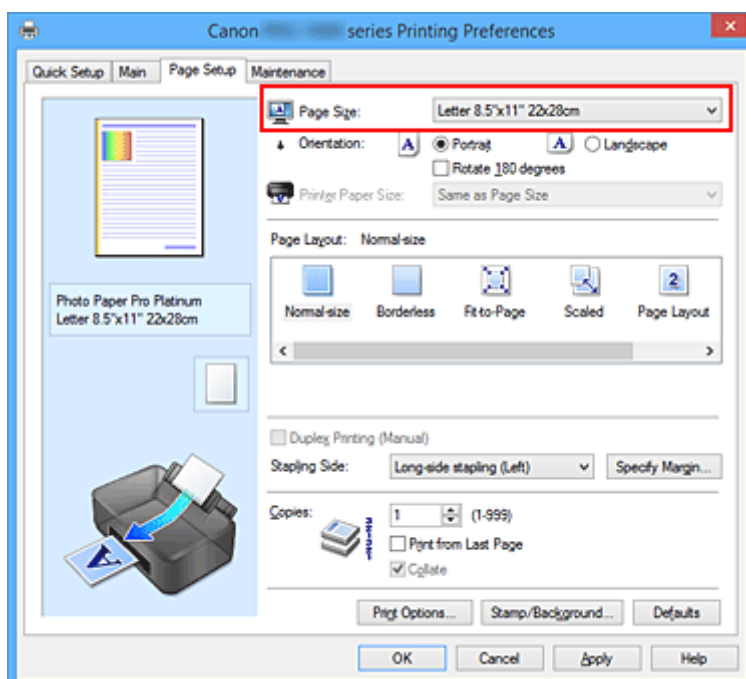 Canon series Printing Preferences
Quick Setup Main Page Setup Maintenance
Page Size: Letter 8.5"x11" 22x28cm
Orientation: A Portrait A Landscape
Rotate 180 degrees
Printer Paper Size: Same as Page Size
Page Layout: Normal-size
2
Normal-size Borderless Fit-to-Page Scaled Page Layout
Photo Paper Pro Platinum
Letter 8.5"x11" 22x28cm
Duplex Printing (Manual)
Stapling Side: Long-side stapling (Left) Specify Margin...
Copies: 1 (1-999)
Print from Last Page
Collate
A
Print Options... Stamp/Background... Defaults
OK Cancel Apply Help